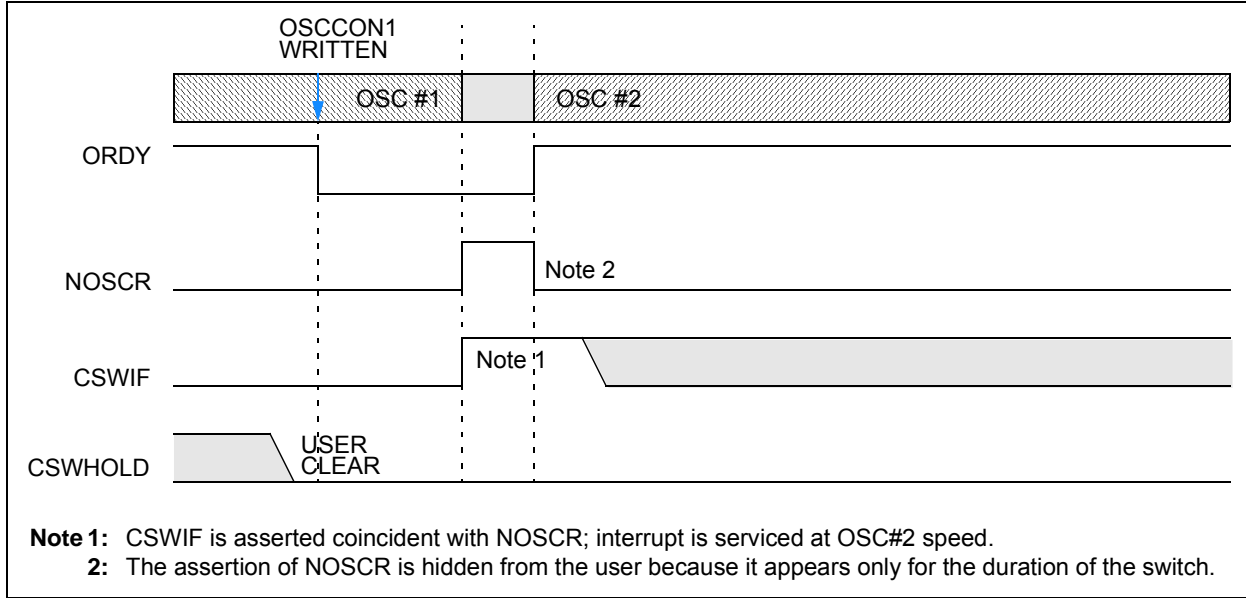 OSCCON1
WRITTEN
OSC #1
OSC #2
ORDY
NOSCR
Note 2
CSWIF
Note 1
CSWHOLD
USER
CLEAR
Note 1: CSWIF is asserted coincident with NOSCR; interrupt is serviced at OSC#2 speed.
2: The assertion of NOSCR is hidden from the user because it appears only for the duration of the switch.